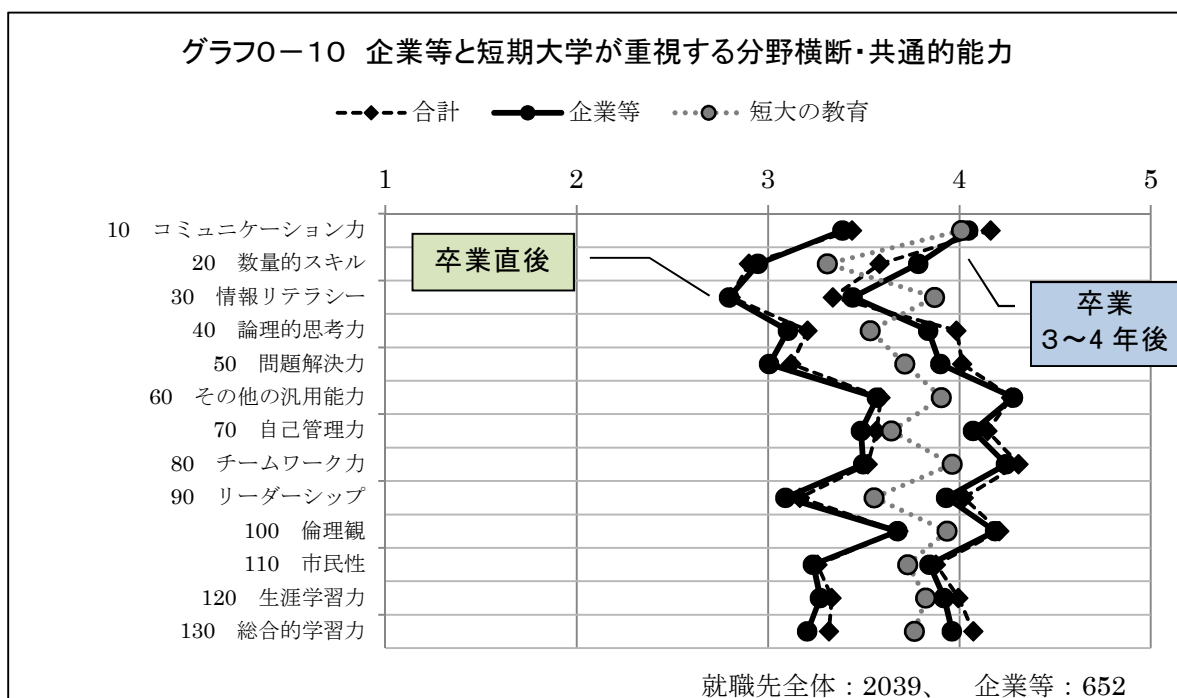 グラフ0－10 企業等と短期大学が重視する分野横断・共通的能力
合計 企業等 短大の教育
1 2 3 4 5
10 コミュニケーション力
20 数量的スキル
30 情報リテラシー
40 論理的思考力
50 問題解決力
60 その他の汎用能力
70 自己管理力
80 チームワーク力
90 リーダーシップ
100 倫理観
110 市民性
120 生涯学習力
130 総合的学習力
卒業直後
卒業
3～4 年後
就職先全体：2039、 企業等：652